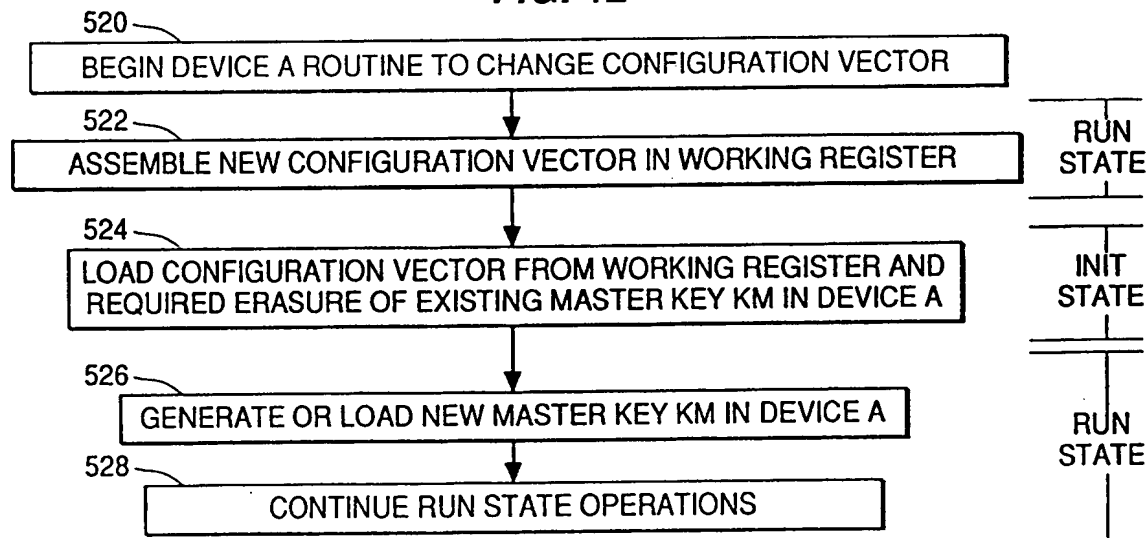 520
BEGIN DEVICE A ROUTINE TO CHANGE CONFIGURATION VECTOR
522
ASSEMBLE NEW CONFIGURATION VECTOR IN WORKING REGISTER
RUN
STATE
524
LOAD CONFIGURATION VECTOR FROM WORKING REGISTER AND
REQUIRED ERASURE OF EXISTING MASTER KEY KM IN DEVICE A
INIT
STATE
526
GENERATE OR LOAD NEW MASTER KEY KM IN DEVICE A
RUN
STATE
528
CONTINUE RUN STATE OPERATIONS